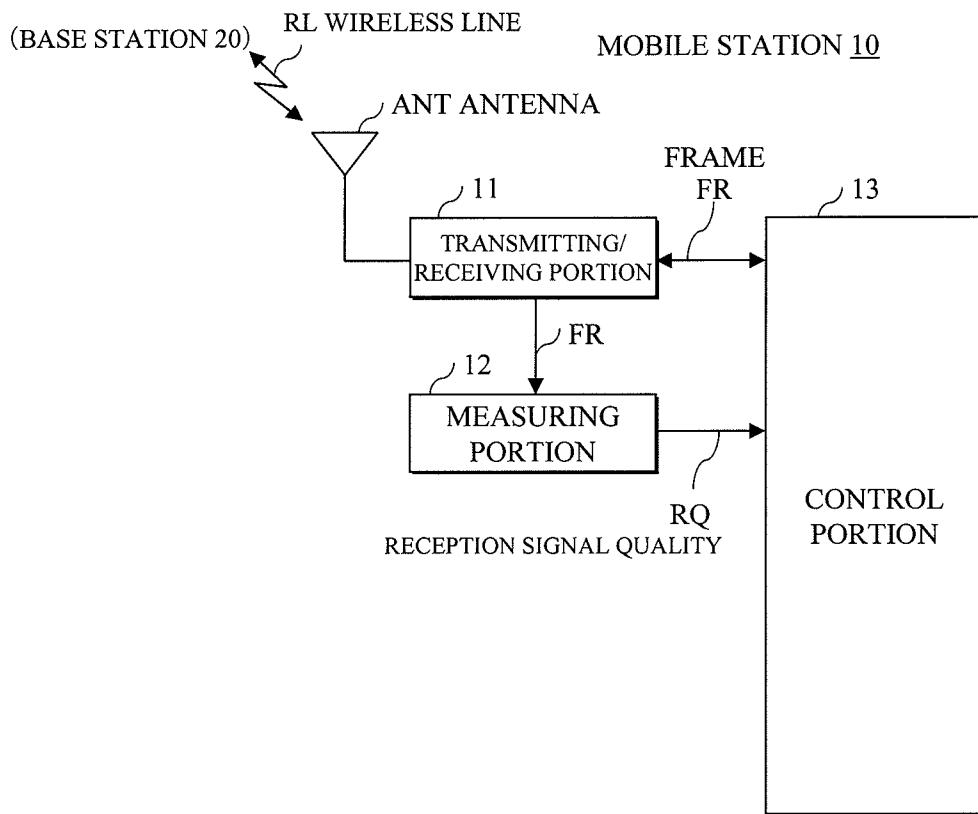 (BASE STATION 20)
RL WIRELESS LINE
MOBILE STATION 10
ANT ANTENNA
FRAME
FR
11
13
TRANSMITTING/
RECEIVING PORTION
FR
12
MEASURING
PORTION
RQ
RECEPTION SIGNAL QUALITY
CONTROL
PORTION